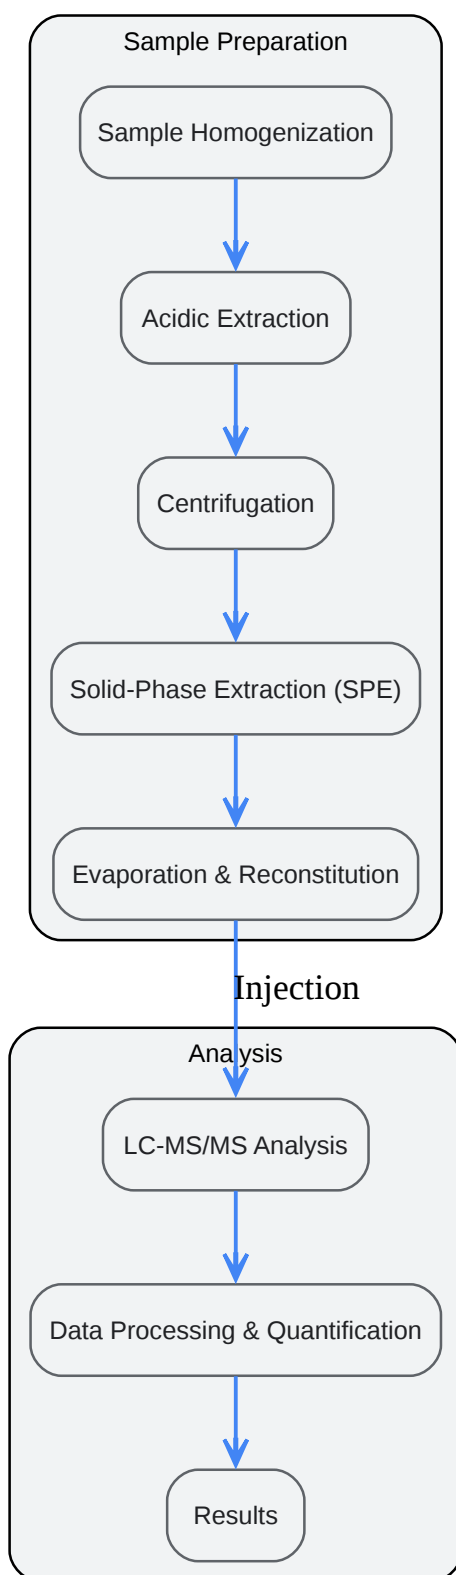 Sample Preparation
Sample Homogenization
Acidic Extraction
Centrifugation
Solid-Phase Extraction (SPE)
Evaporation & Reconstitution
Injection
Analysis
LC-MS/MS Analysis
Data Processing & Quantification
Results